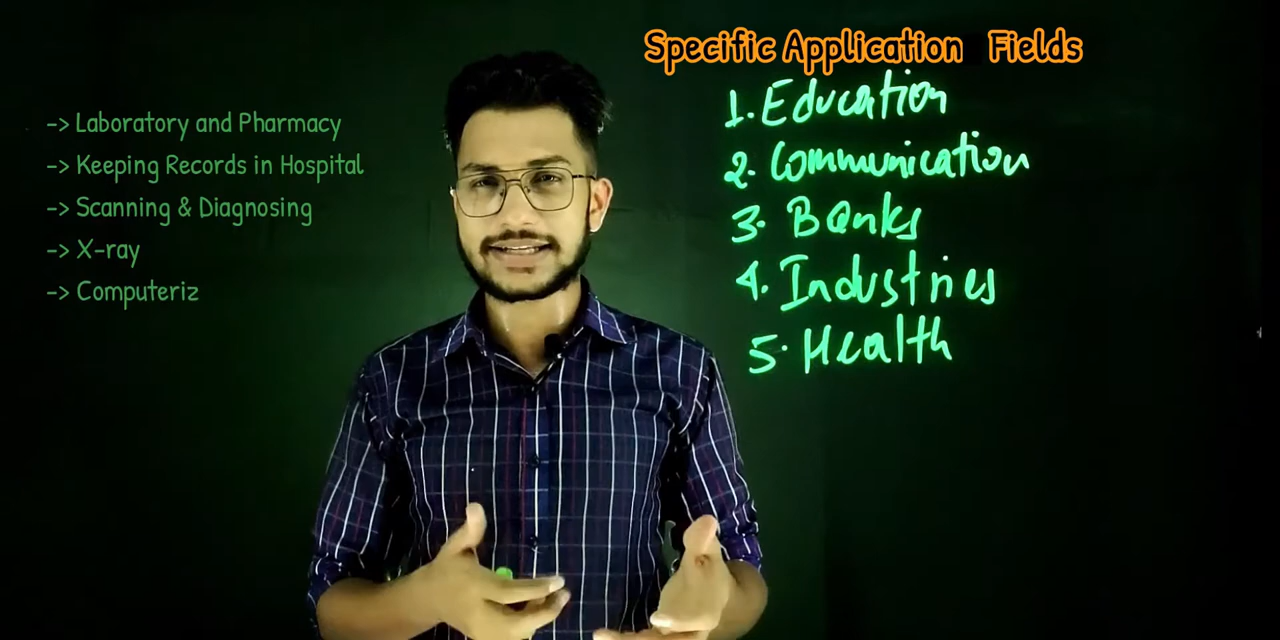 Specific Application Fields
1. Education
2. Communication
3. Banks
4. Industries
5. Health
-> Laboratory and Pharmacy
-> Keeping Records in Hospital
-> Scanning & Diagnosing
-> X-ray
-> Computeriz